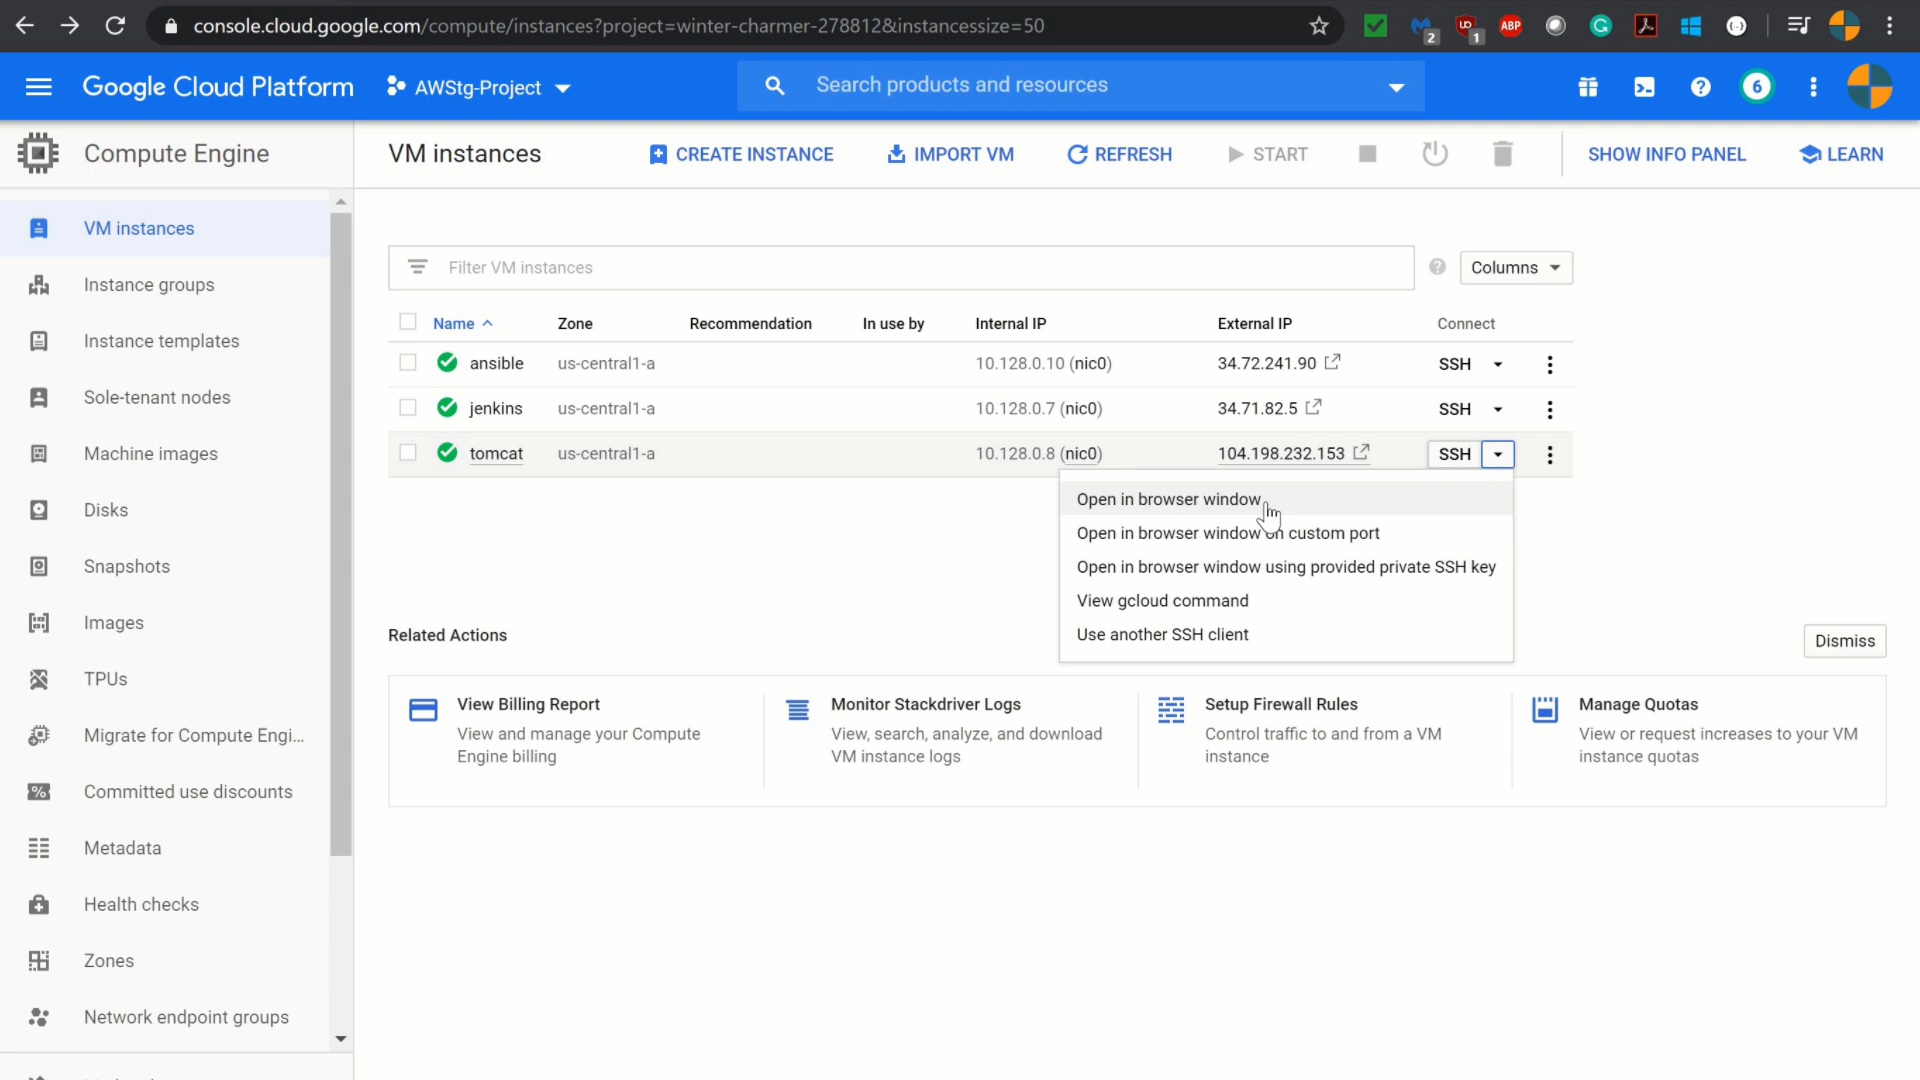 console.cloud.google.com/compute/instances?project=winter-charmer-278812&instancessize=50
2
1
ABP
Google Cloud Platform
AWStg-Project
Search products and resources
6
Compute Engine
VM instances
CREATE INSTANCE
IMPORT VM
REFRESH
START
SHOW INFO PANEL
LEARN
VM instances
Instance groups
Instance templates
Sole-tenant nodes
Machine images
Disks
Snapshots
Images
TPUs
Migrate for Compute Engi...
Committed use discounts
Metadata
Health checks
Zones
Network endpoint groups
Filter VM instances
Columns
Name Zone Recommendation In use by Internal IP External IP Connect
ansible us-central1-a 10.128.0.10 (nic0) 34.72.241.90 SSH
jenkins us-central1-a 10.128.0.7 (nic0) 34.71.82.5 SSH
tomcat us-central1-a 10.128.0.8 (nic0) 104.198.232.153 SSH
Open in browser window
Open in browser window on custom port
Open in browser window using provided private SSH key
View gcloud command
Use another SSH client
Related Actions
Dismiss
View Billing Report
View and manage your Compute
Engine billing
Monitor Stackdriver Logs
View, search, analyze, and download
VM instance logs
Setup Firewall Rules
Control traffic to and from a VM
instance
Manage Quotas
View or request increases to your VM
instance quotas